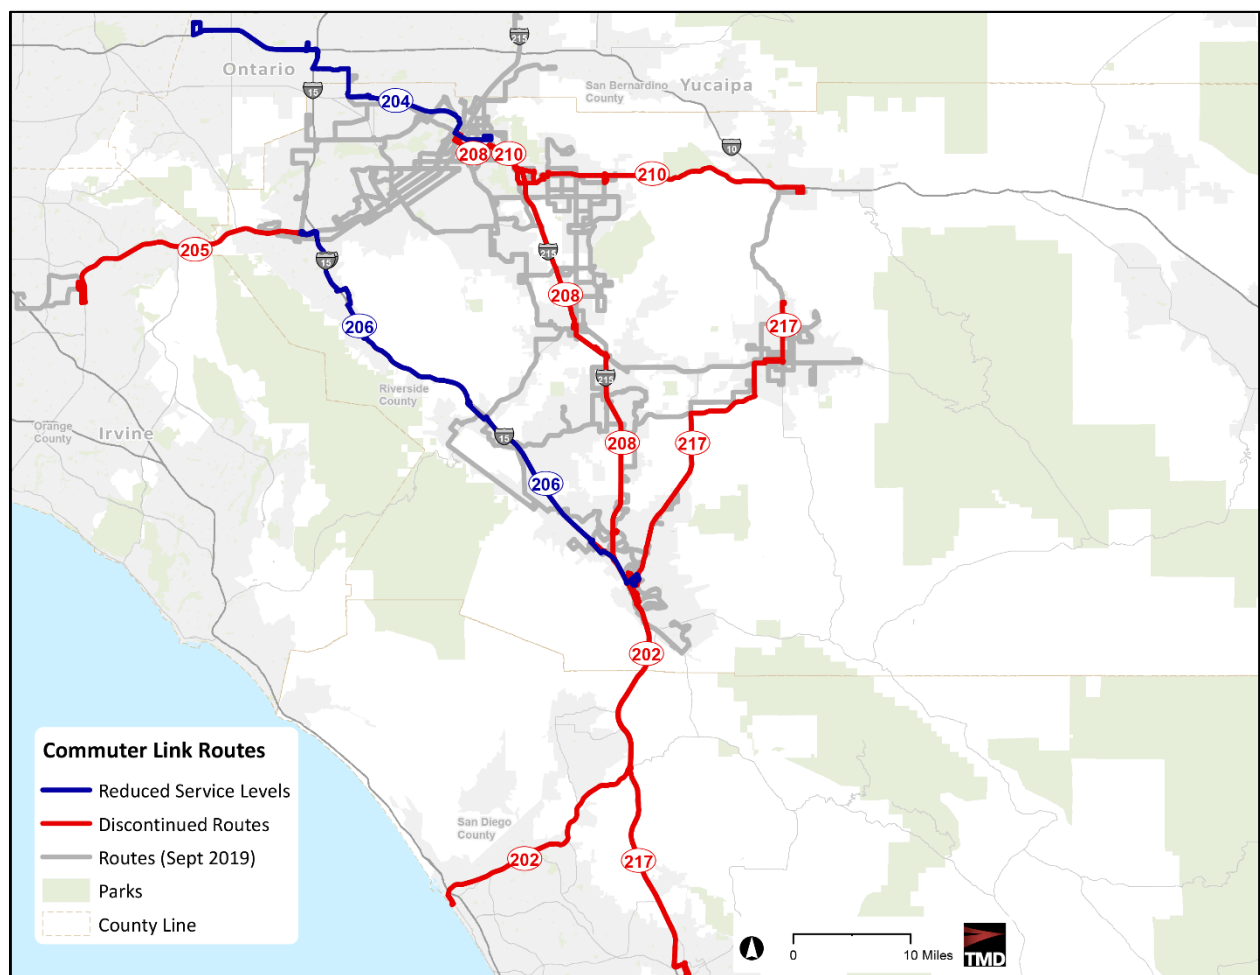 215
San Bernardino
County
Yucaipa
Ontario
15
204
10
208
210
210
205
215
15
208
206
217
215
Riverside
County
Orange
County
Irvine
15
208
217
206
202
San Diego
County
202
217
Commuter Link Routes
Reduced Service Levels
Discontinued Routes
Routes (Sept 2019)
Parks
County Line
0
10 Miles
TMD